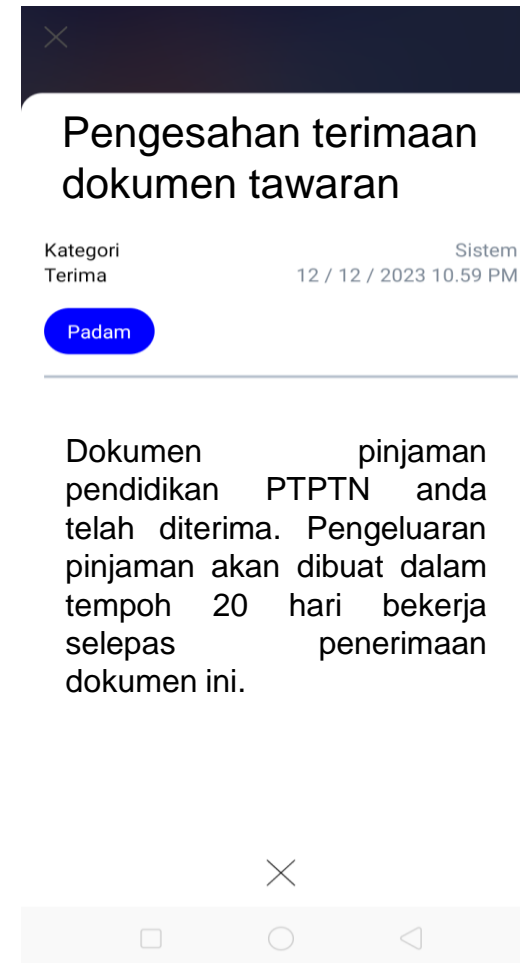 Pengesahan terimaan
dokumen tawaran
Kategori Sistem
Terima 12 / 12 / 2023 10.59 PM
Padam
Dokumen pinjaman
pendidikan PTPTN anda
telah diterima. Pengeluaran
pinjaman akan dibuat dalam
tempoh 20 hari bekerja
selepas penerimaan
dokumen ini.